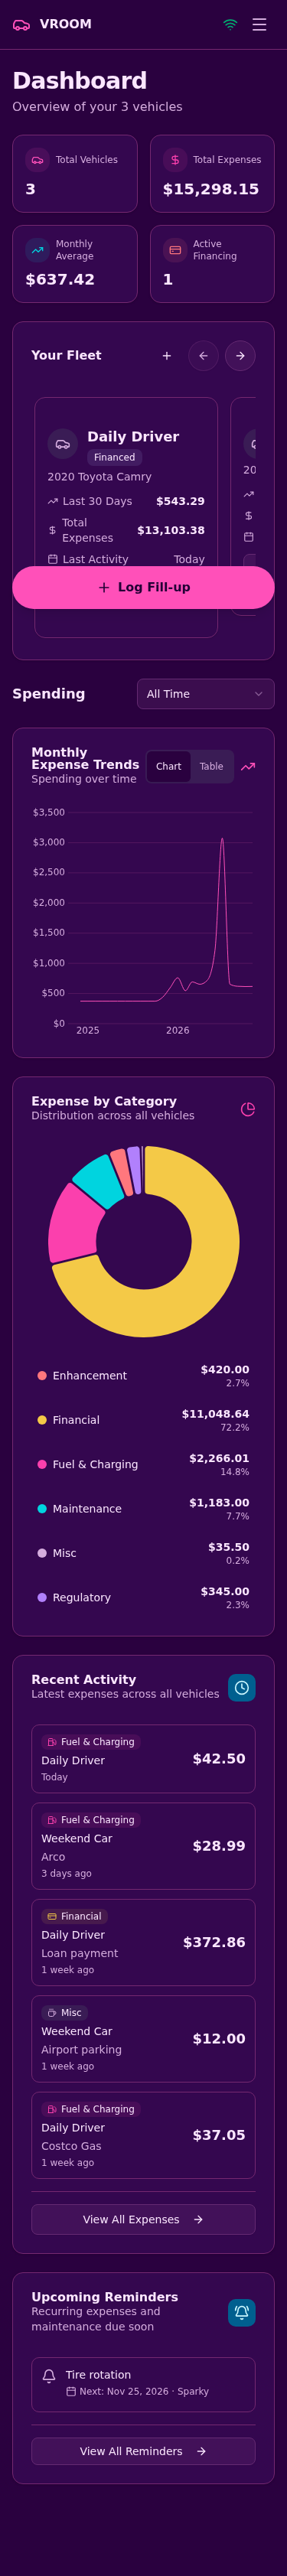 VROOM
Dashboard
Overview of your 3 vehicles
Total Vehicles
3
Total Expenses
$15,298.15
Monthly
Average
$637.42
Active
Financing
1
Your Fleet
Daily Driver
Financed
2020 Toyota Camry
Last 30 Days $543.29
Total
Expenses $13,103.38
Last Activity Today
20
Log Fill-up
Spending
All Time
Monthly
Expense Trends
Spending over time
Chart
Table
$3,500
$3,000
$2,500
$2,000
$1,500
$1,000
$500
$0
2025 2026
Expense by Category
Distribution across all vehicles
Enhancement $420.00
2.7%
Financial $11,048.64
72.2%
Fuel & Charging $2,266.01
14.8%
Maintenance $1,183.00
7.7%
Misc $35.50
0.2%
Regulatory $345.00
2.3%
Recent Activity
Latest expenses across all vehicles
Fuel & Charging
Daily Driver
Today
$42.50
Fuel & Charging
Weekend Car
Arco
3 days ago
$28.99
Financial
Daily Driver
Loan payment
1 week ago
$372.86
Misc
Weekend Car
Airport parking
1 week ago
$12.00
Fuel & Charging
Daily Driver
Costco Gas
1 week ago
$37.05
View All Expenses
Upcoming Reminders
Recurring expenses and
maintenance due soon
Tire rotation
Next: Nov 25, 2026 · Sparky
View All Reminders